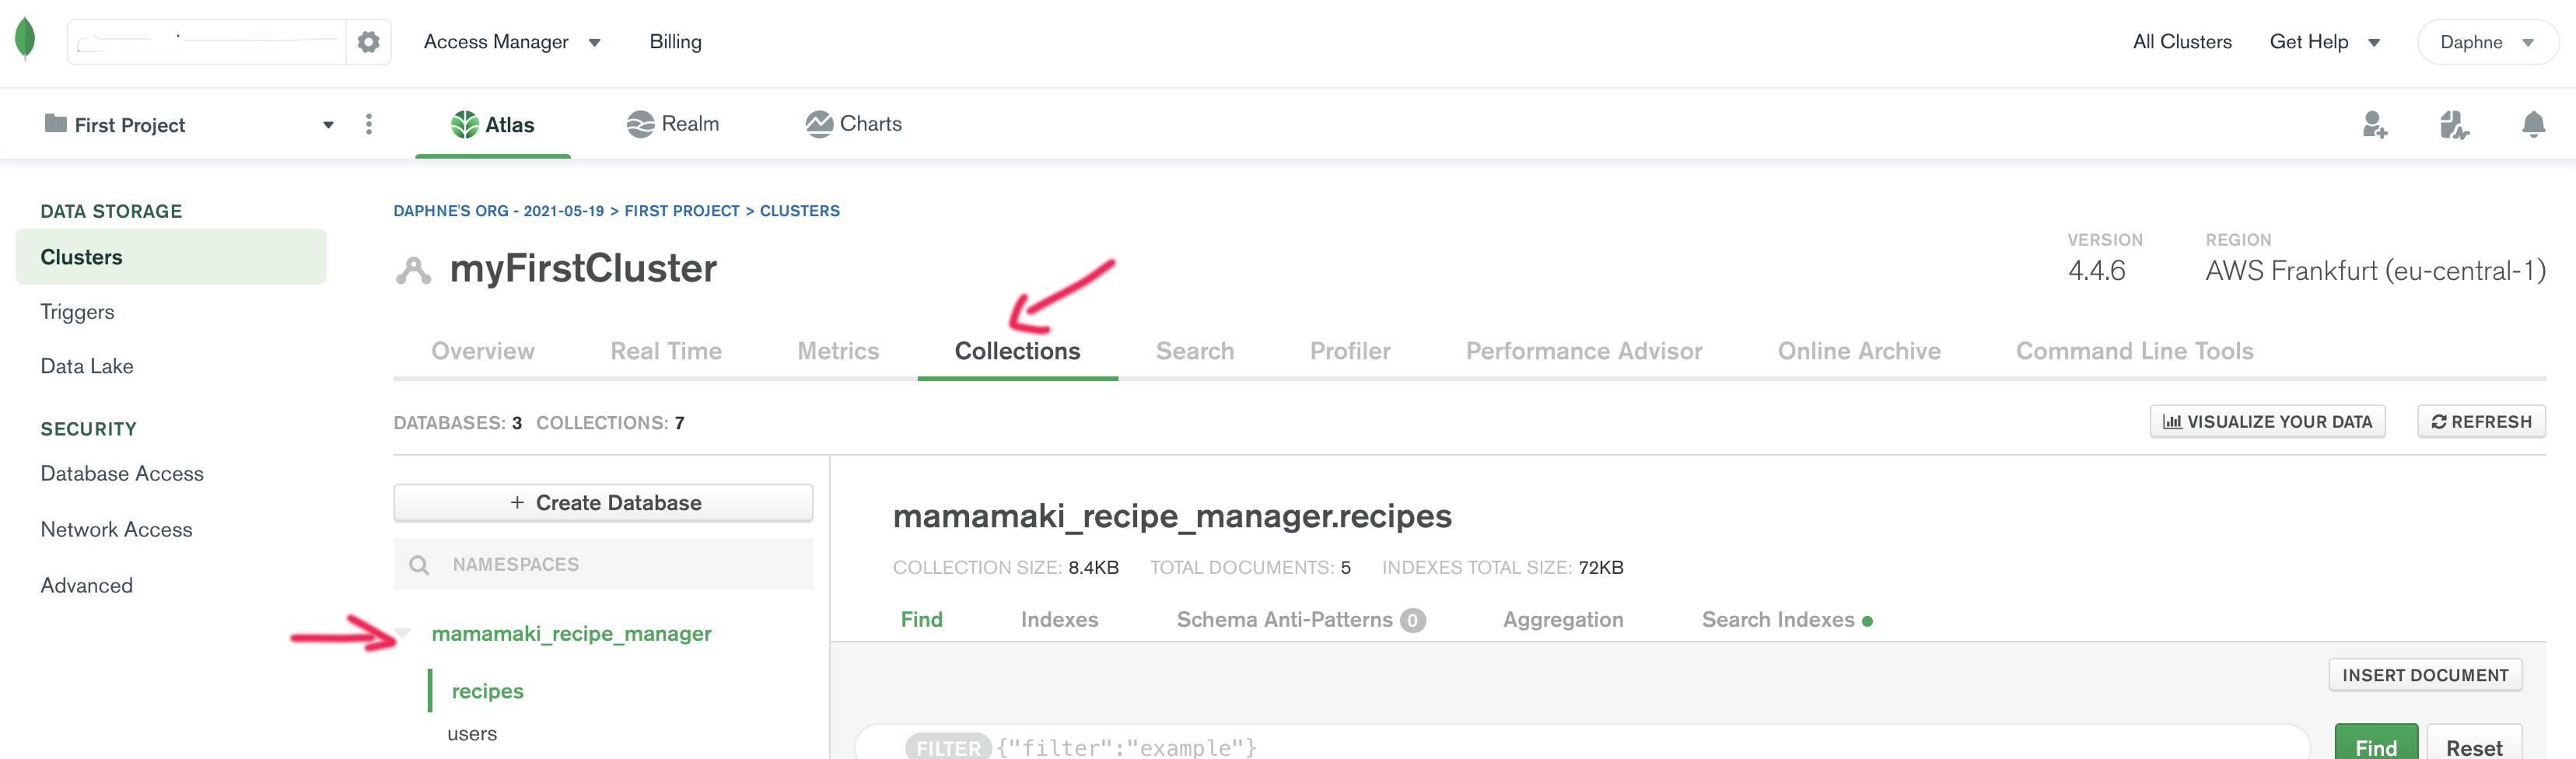 Access Manager Billing All Clusters Get Help Daphne
First Project Atlas Realm Charts
DATA STORAGE
Clusters
Triggers
Data Lake
SECURITY
Database Access
Network Access
Advanced
DAPHNE'S ORG - 2021-05-19 > FIRST PROJECT > CLUSTERS
myFirstCluster
VERSION REGION
4.4.6 AWS Frankfurt (eu-central-1)
Overview Real Time Metrics Collections Search Profiler Performance Advisor Online Archive Command Line Tools
DATABASES: 3 COLLECTIONS: 7 VISUALIZE YOUR DATA REFRESH
+ Create Database
NAMESPACES
mamamaki_recipe_manager
recipes
users
mamamaki_recipe_manager.recipes
COLLECTION SIZE: 8.4KB TOTAL DOCUMENTS: 5 INDEXES TOTAL SIZE: 72KB
Find Indexes Schema Anti-Patterns 0 Aggregation Search Indexes
INSERT DOCUMENT
FILTER {"filter":"example"} Find Reset